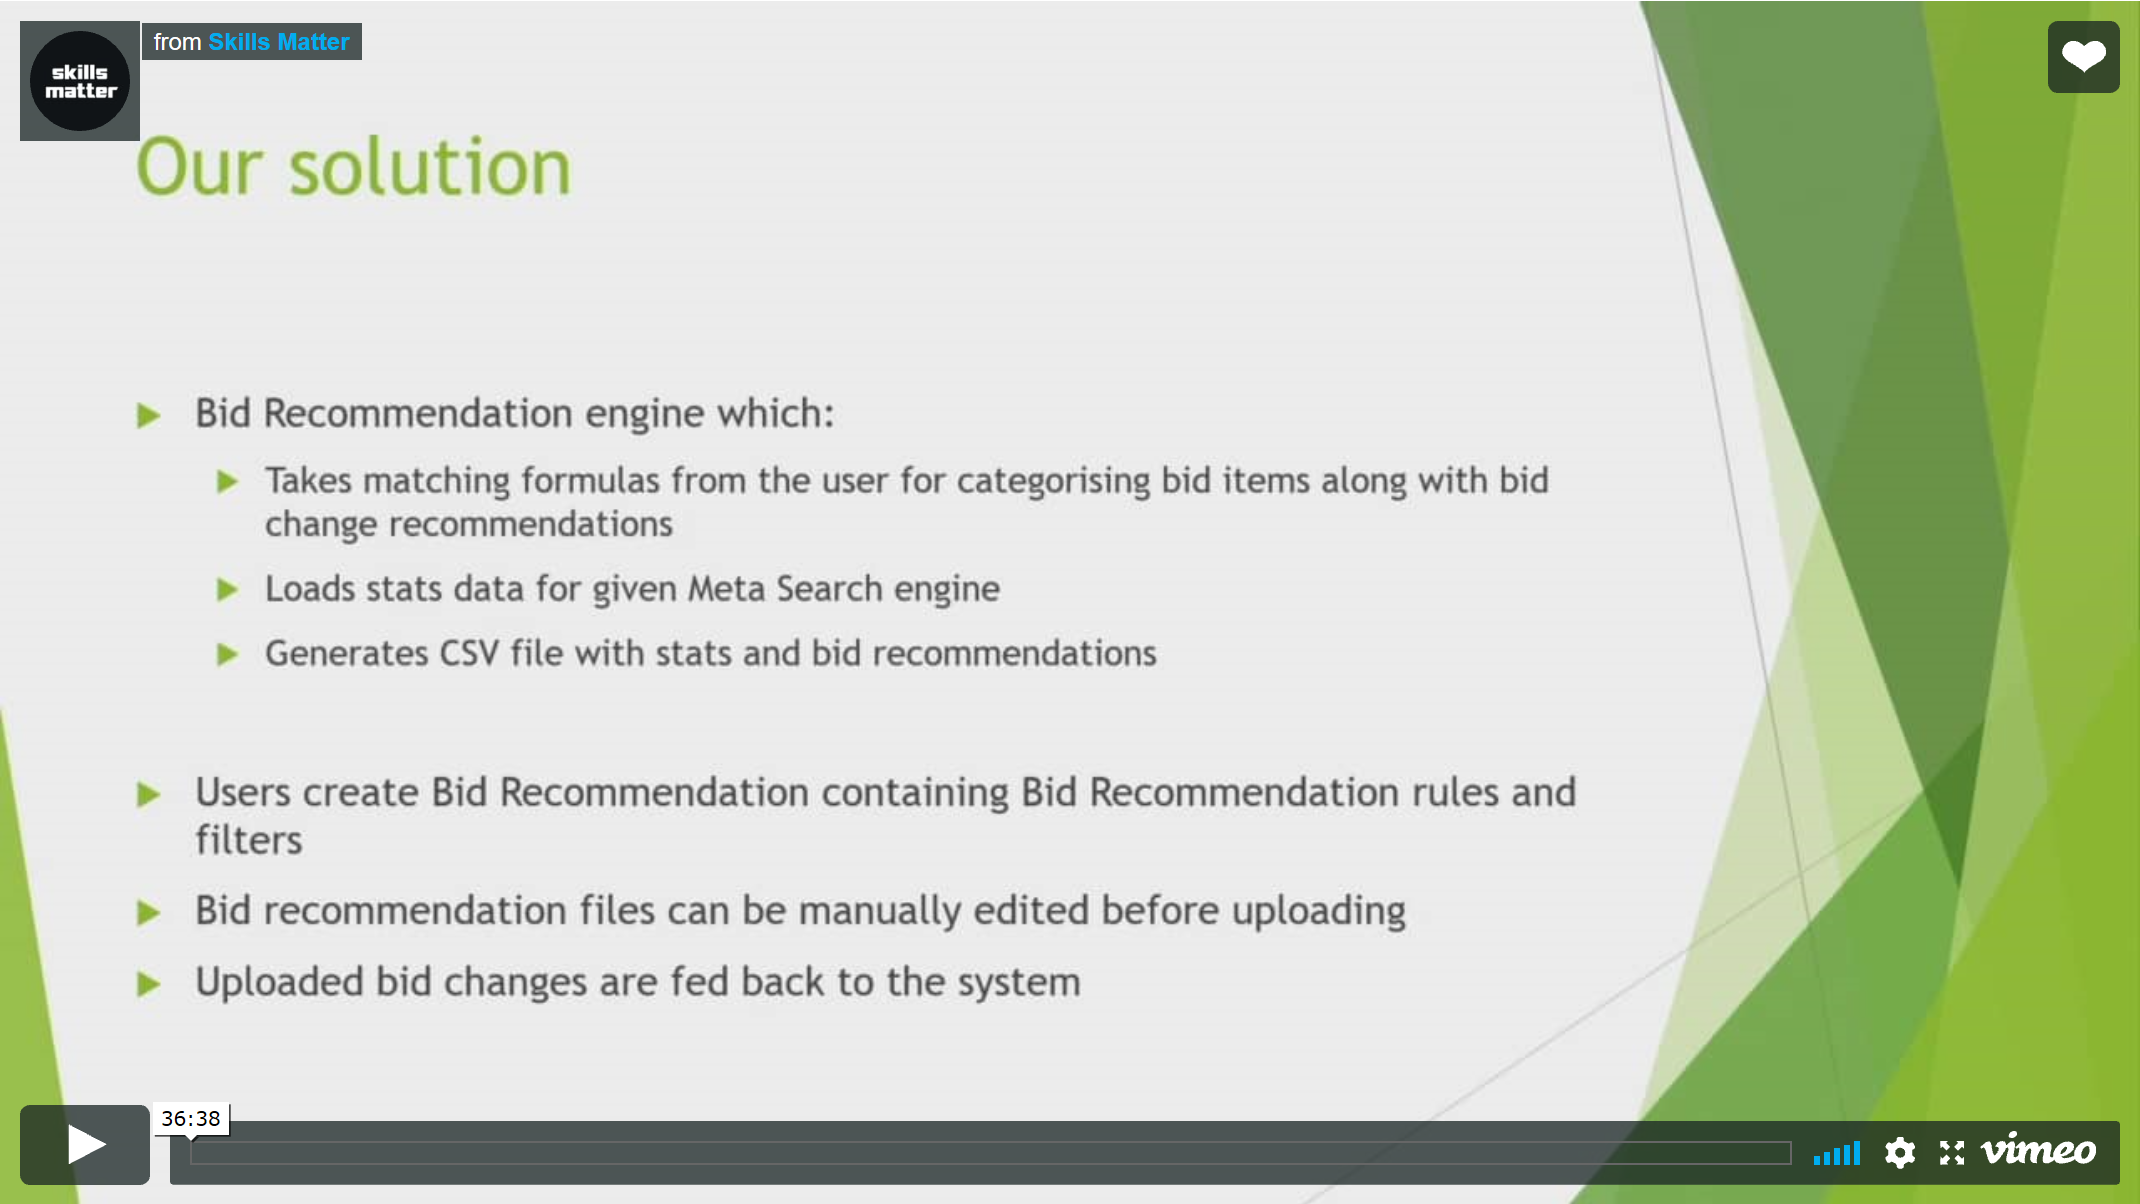 skills
matter
from Skills Matter
Our solution
Bid Recommendation engine which:
Takes matching formulas from the user for categorising bid items along with bid
change recommendations
Loads stats data for given Meta Search engine
Generates CSV file with stats and bid recommendations
Users create Bid Recommendation containing Bid Recommendation rules and
filters
Bid recommendation files can be manually edited before uploading
Uploaded bid changes are fed back to the system
36:38
vimeo